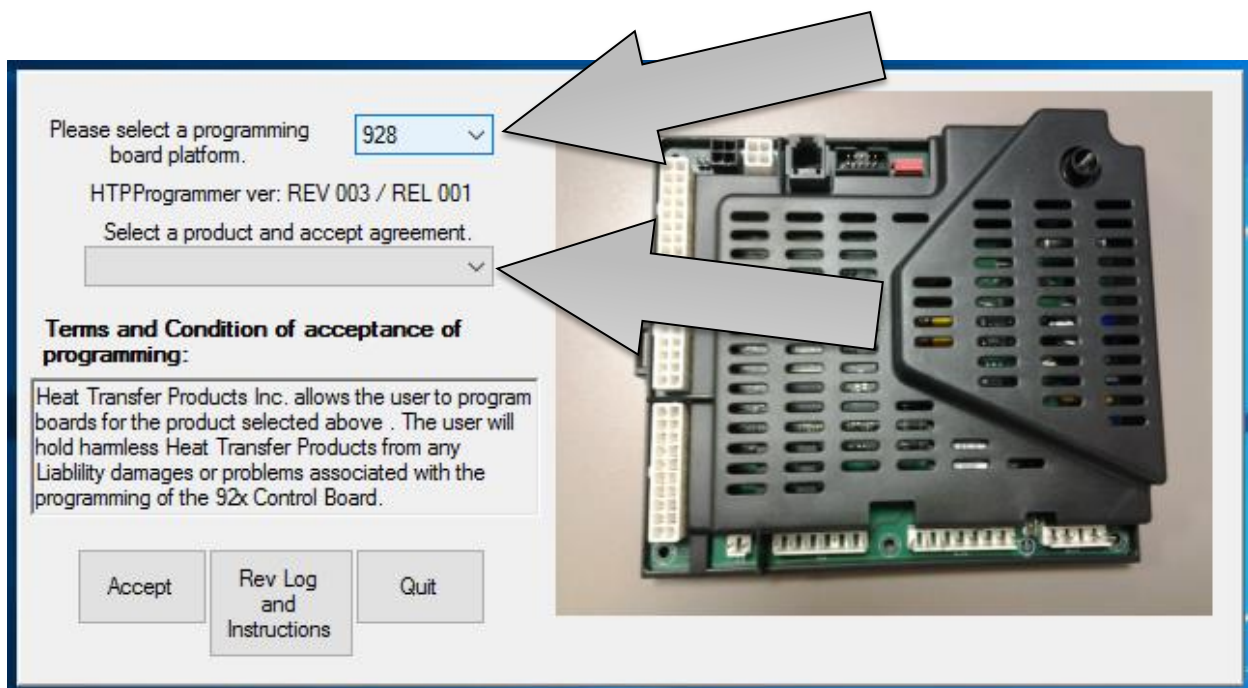 Please select a programming
board platform.
928
HTPProgrammer ver: REV 003 / REL 001
Select a product and accept agreement.
Terms and Condition of acceptance of
programming:
Heat Transfer Products Inc. allows the user to program
boards for the product selected above . The user will
hold harmless Heat Transfer Products from any
Liablility damages or problems associated with the
programming of the 92x Control Board.
Accept
Rev Log
and
Instructions
Quit